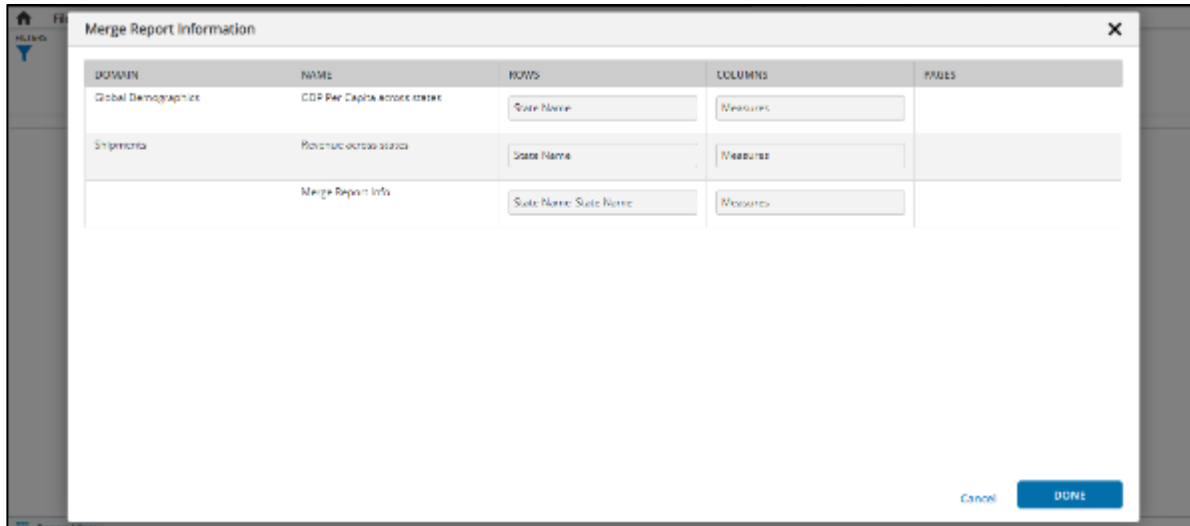 Merge Report Information
FILTERS
DOMAIN NAME ROWS COLUMNS PAGES
Global Demographics GDP Per Capita across states State Name Measures
Shipments Revenue across states State Name Measures
Merge Report Info State Name State Name Measures
Cancel DONE